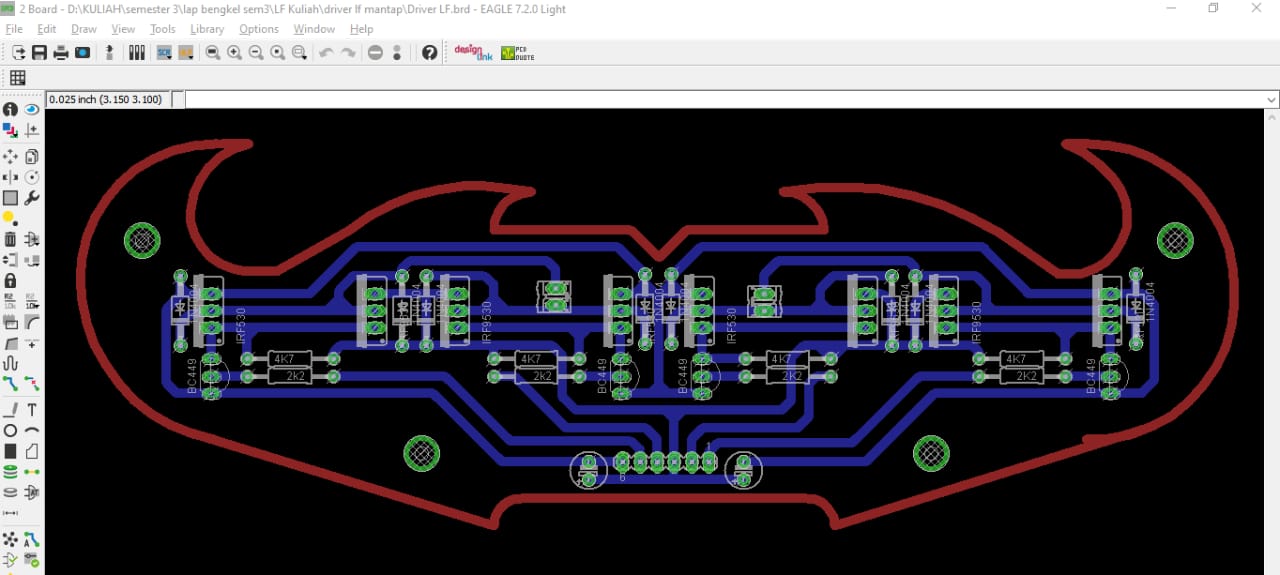 2 Board - D:\KULIAH\semester 3\lap bengkel sem3\LF Kuliah\driver lf mantap\Driver LF.brd - EAGLE 7.2.0 Light
File Edit Draw View Tools Library Options Window Help
design link PCB QUOTE
0.025 inch (3.150 3.100)
IRF530
IRF9530
IRF530
IRF9530
1N4004
1N4004
BC449
4K7
2K2
4K7
2K2
BC449
BC449
4K7
2K2
4K7
2K2
BC449
1
6